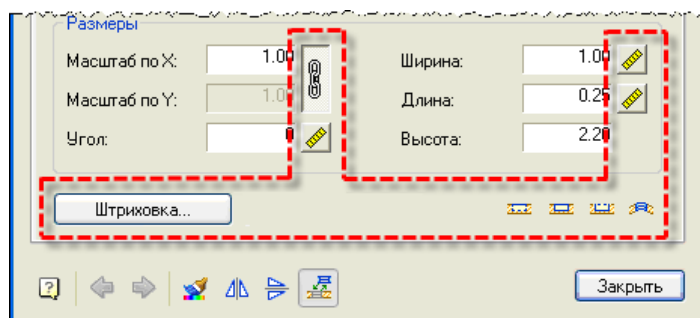 Размеры
Масштаб по X: 1.00 Ширина: 1.00
Масштаб по Y: 1.00 Длина: 0.25
Угол: 0 Высота: 2.20
Штриховка...
Закрыть